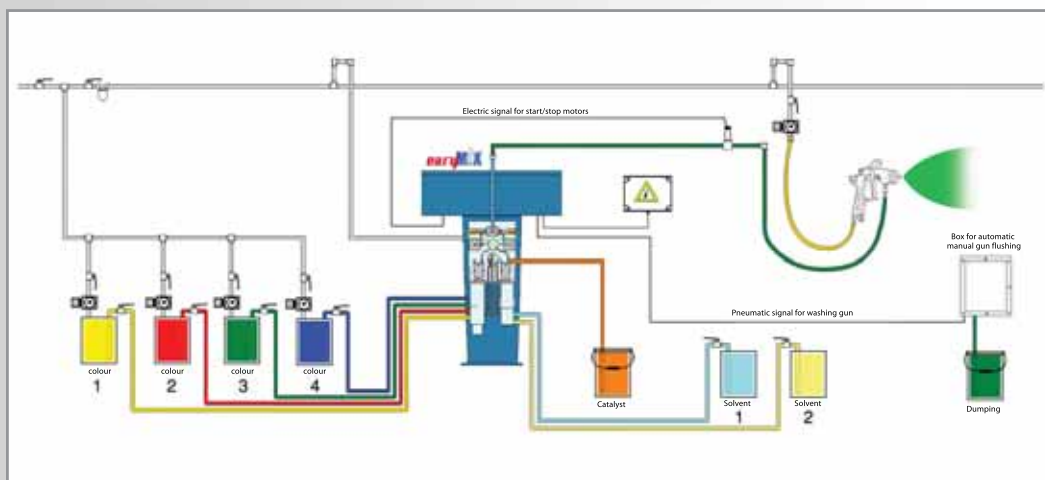 Electric signal for start/stop motors
easyMiX
Box for automatic
manual gun flushing
Pneumatic signal for washing gun
colour
1
colour
2
colour
3
colour
4
Catalyst
Solvent
1
Solvent
2
Dumping